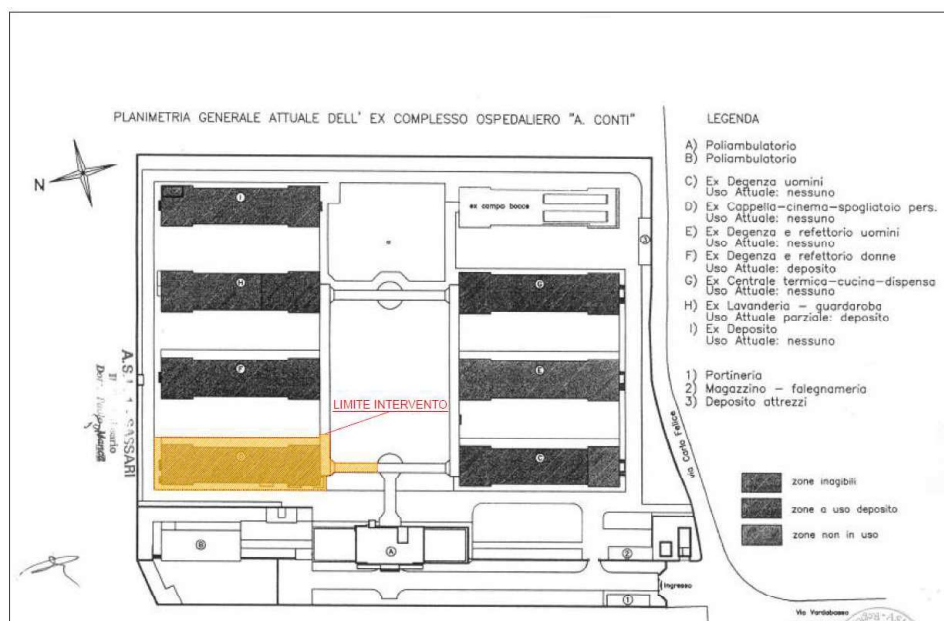 PLANIMETRIA GENERALE ATTUALE DELL' EX COMPLESSO OSPEDALIERO "A. CONTI"
LEGENDA
A) Poliambulatorio
B) Poliambulatorio
C) Ex Degenza uomini
Uso Attuale: nessuno
D) Ex Cappella-cinema-spogliatoio pers.
Uso Attuale: nessuno
E) Ex Degenza e refettorio uomini
Uso Attuale: nessuno
F) Ex Degenza e refettorio donne
Uso Attuale: deposito
G) Ex Centrale termica-cucina-dispensa
Uso Attuale: nessuno
H) Ex Lavanderia - guardaroba
Uso Attuale parziale: deposito
I) Ex Deposito
Uso Attuale: nessuno
1) Portineria
2) Magazzino - falegnameria
3) Deposito attrezzi
zone inagibili
zone a uso deposito
zone non in uso
N
I
ex campo bocce
3
H
G
F
E
LIMITE INTERVENTO
C
B
A
2
1
Ingresso
via Carlo Felice
Via Vardabasso
A.S.
SASSARI